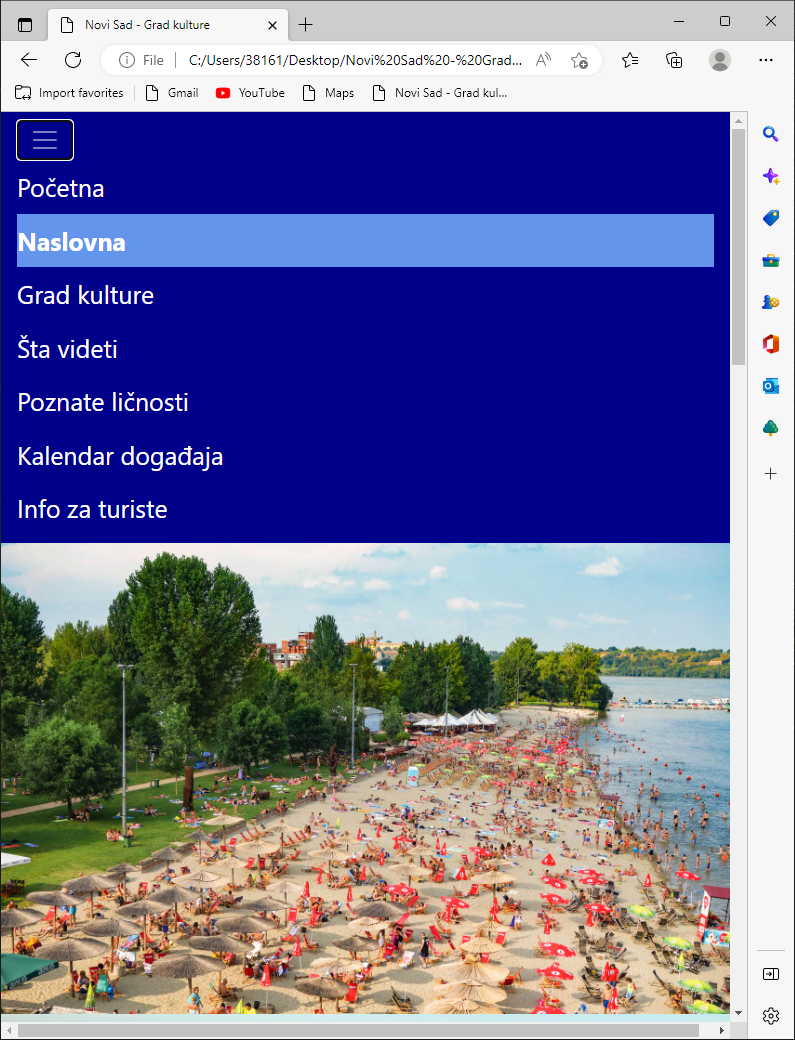 Novi Sad - Grad kulture
File
C:/Users/38161/Desktop/Novi%20Sad%20-%20Grad...
Import favorites
Gmail
YouTube
Maps
Novi Sad - Grad kul...
Početna
Naslovna
Grad kulture
Šta videti
Poznate ličnosti
Kalendar događaja
Info za turiste